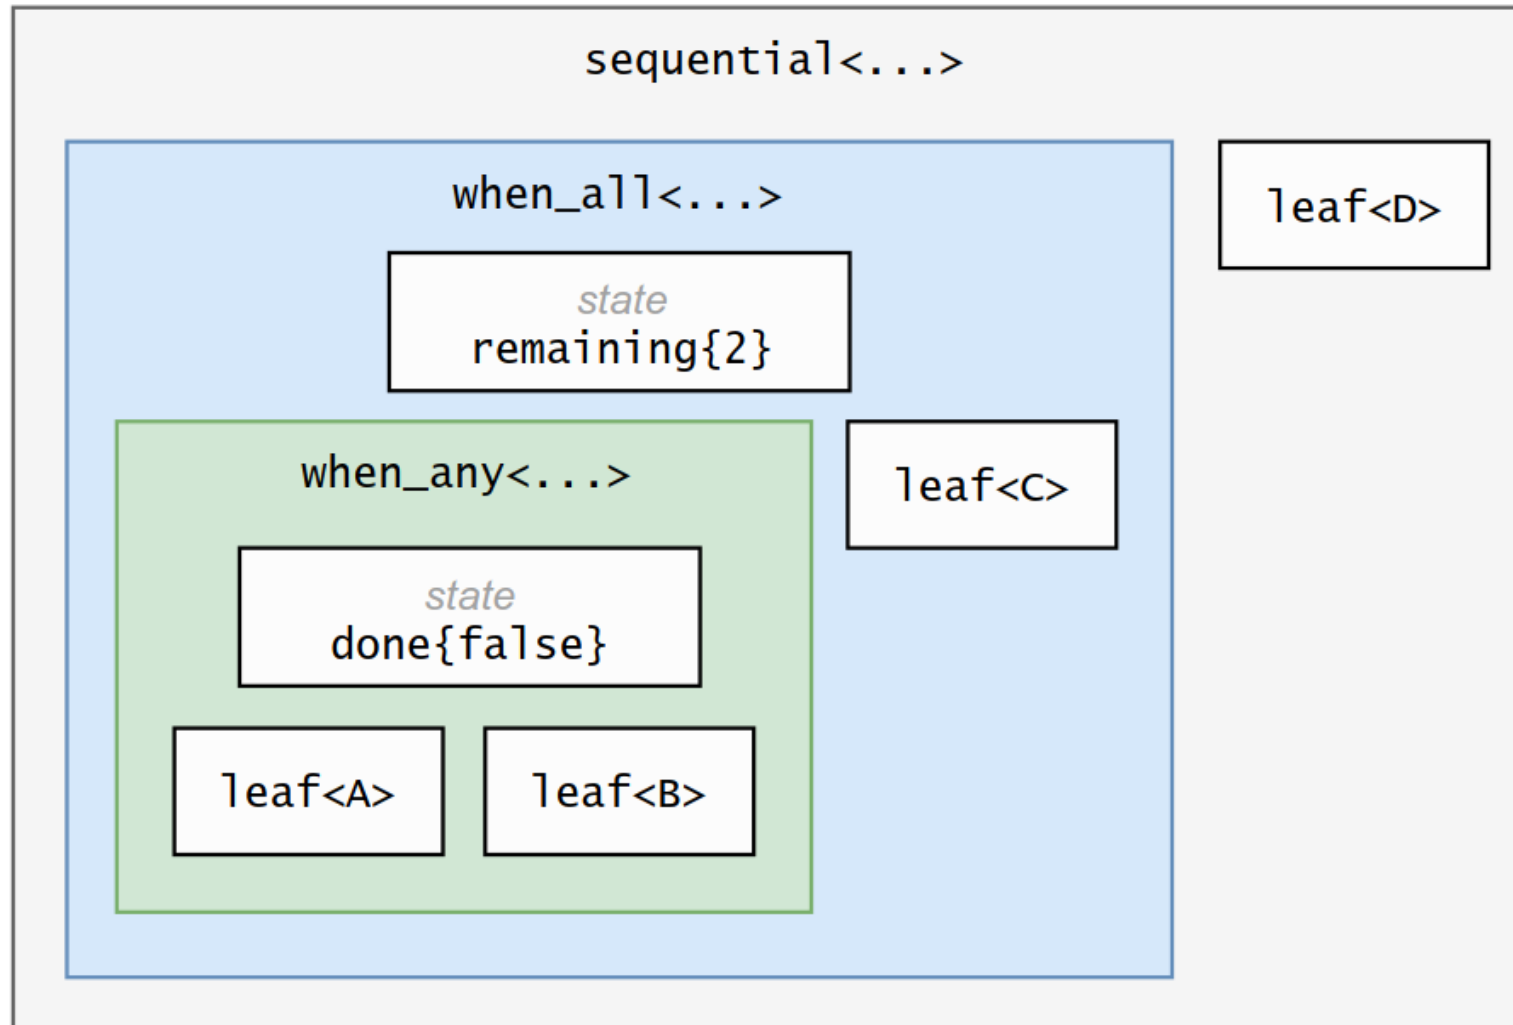 sequential<...>
when_all<...>
leaf<D>
state
remaining{2}
when_any<...>
leaf<C>
state
done{false}
leaf<A>
leaf<B>